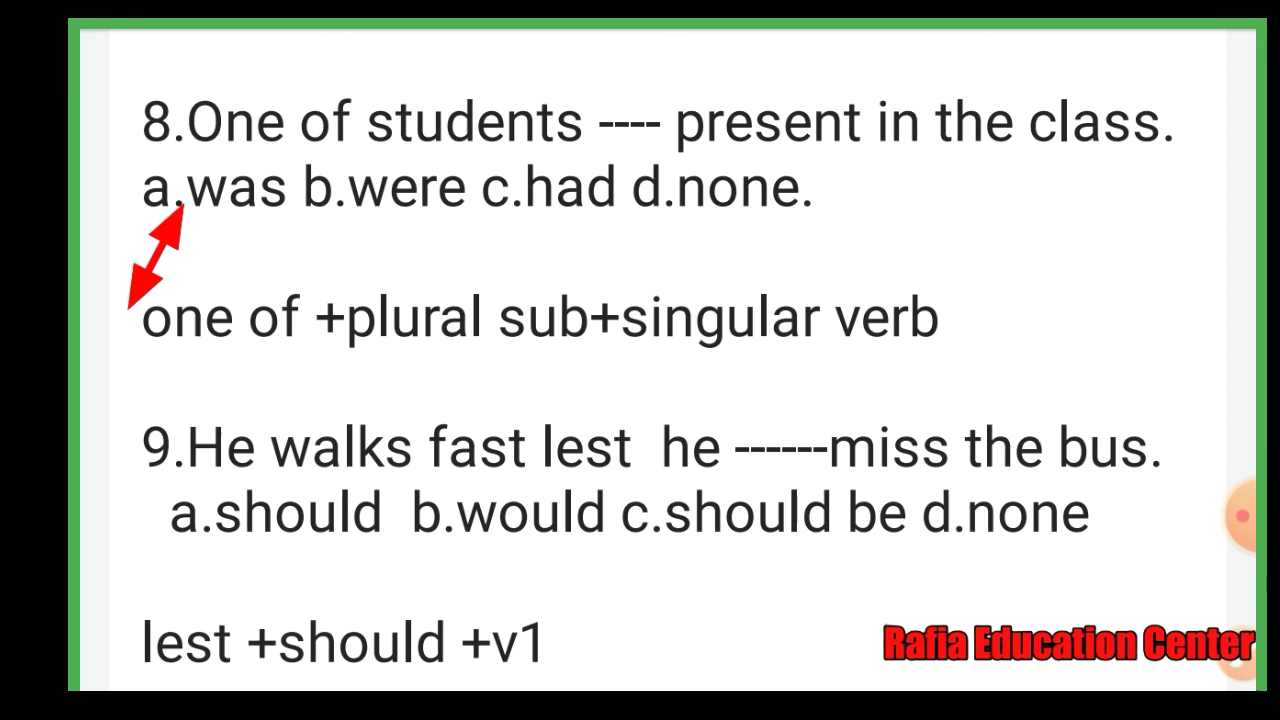 8.One of students ---- present in the class.
a.was b.were c.had d.none.
one of +plural sub+singular verb
9.He walks fast lest he ------miss the bus.
a.should b.would c.should be d.none
lest +should +v1
Rafia Education Center